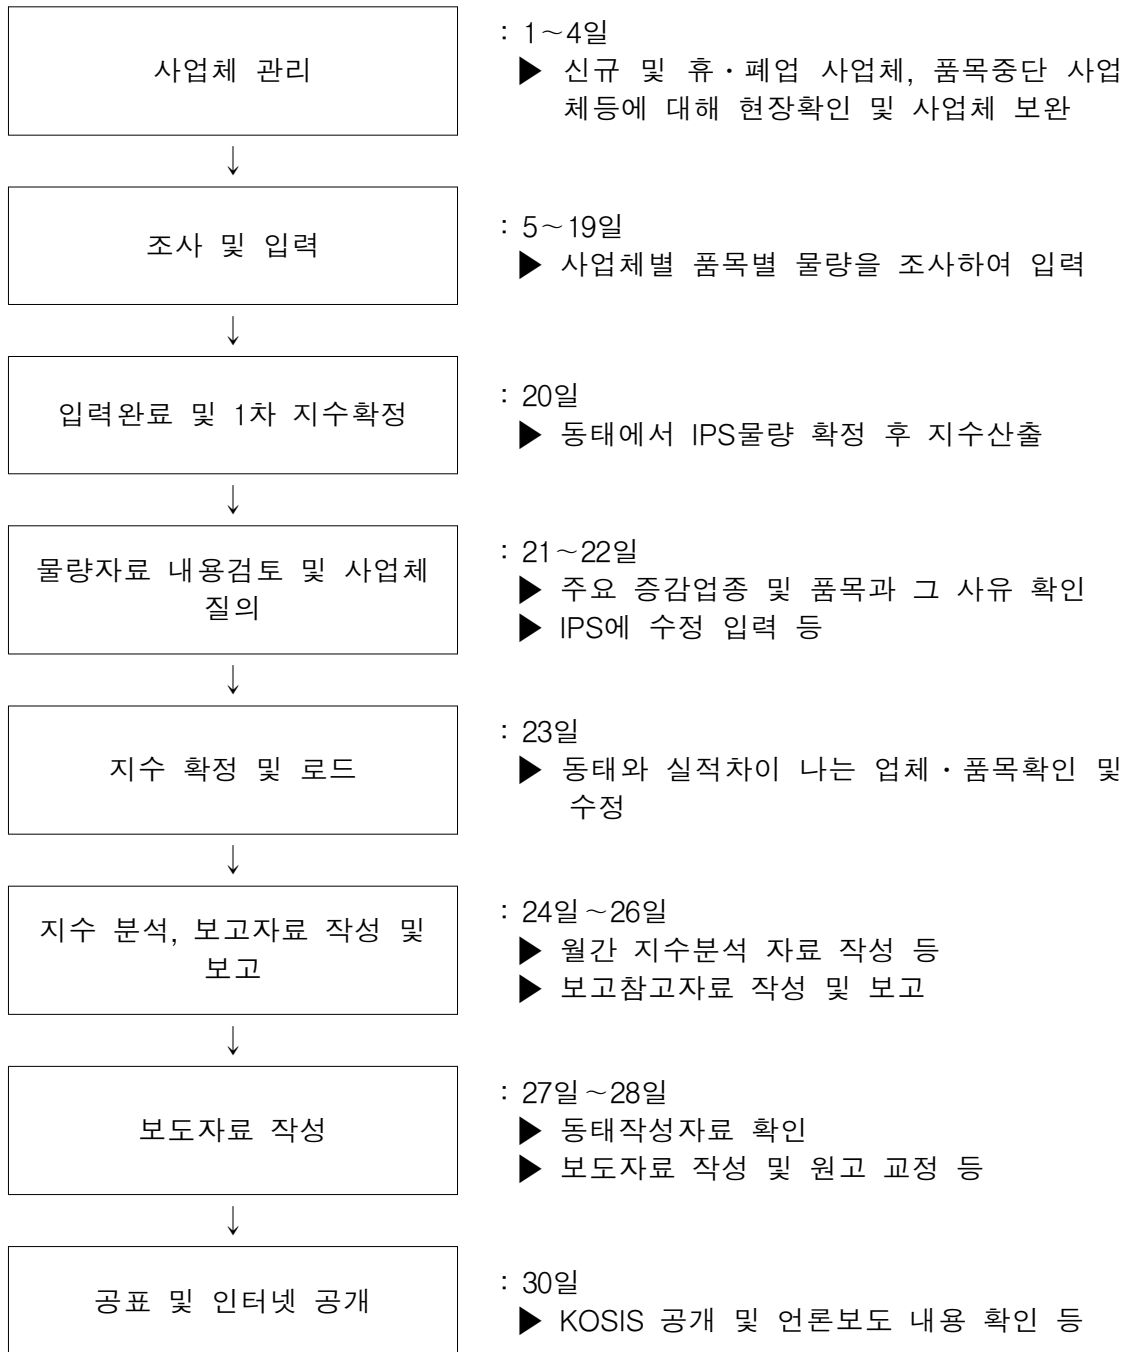 사업체 관리
: 1∼4일
▶ 신규 및 휴·폐업 사업체, 품목중단 사업
체등에 대해 현장확인 및 사업체 보완
↓
조사 및 입력
: 5∼19일
▶ 사업체별 품목별 물량을 조사하여 입력
↓
입력완료 및 1차 지수확정
: 20일
▶ 동태에서 IPS물량 확정 후 지수산출
↓
물량자료 내용검토 및 사업체
질의
: 21∼22일
▶ 주요 증감업종 및 품목과 그 사유 확인
▶ IPS에 수정 입력 등
↓
지수 확정 및 로드
: 23일
▶ 동태와 실적차이 나는 업체·품목확인 및
수정
↓
지수 분석, 보고자료 작성 및
보고
: 24일∼26일
▶ 월간 지수분석 자료 작성 등
▶ 보고참고자료 작성 및 보고
↓
보도자료 작성
: 27일∼28일
▶ 동태작성자료 확인
▶ 보도자료 작성 및 원고 교정 등
↓
공표 및 인터넷 공개
: 30일
▶ KOSIS 공개 및 언론보도 내용 확인 등